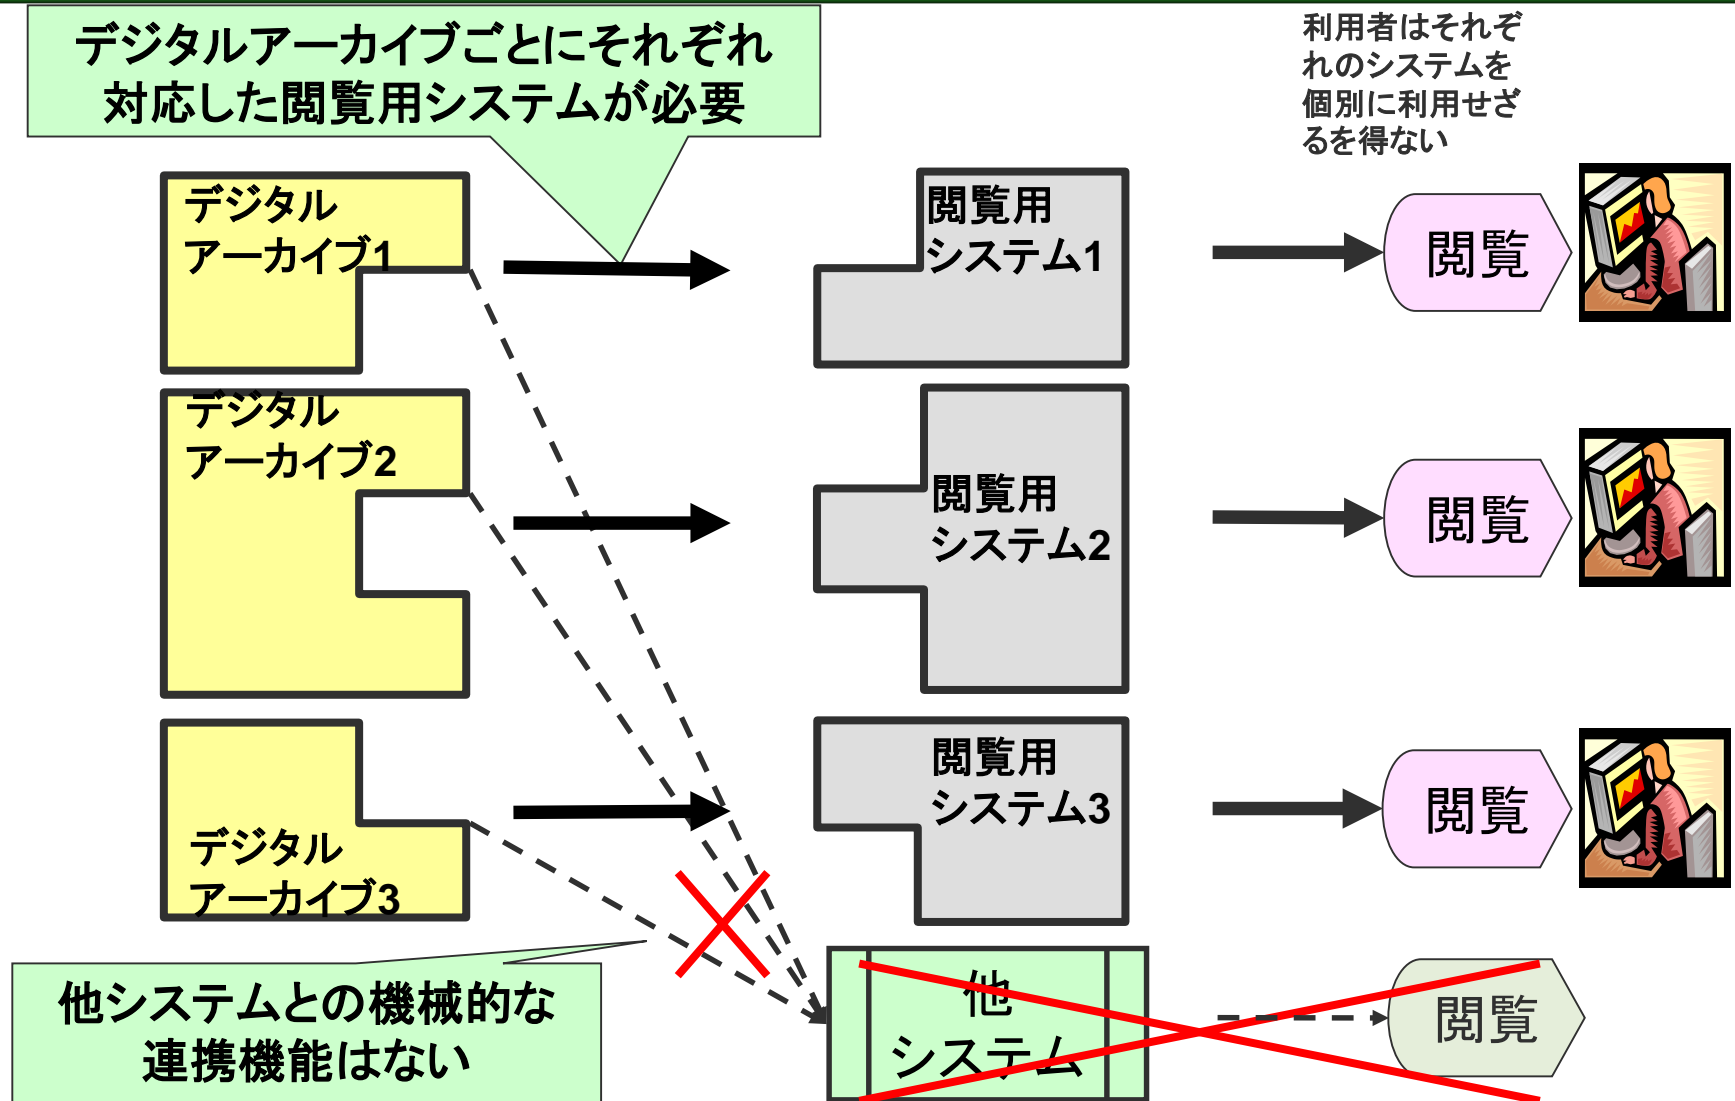 デジタルアーカイブごとにそれぞれ
対応した閲覧用システムが必要
利用者はそれぞ
れのシステムを
個別に利用せざ
るを得ない
デジタル
アーカイブ1
閲覧用
システム1
閲覧
デジタル
アーカイブ2
閲覧用
システム2
閲覧
デジタル
アーカイブ3
閲覧用
システム3
閲覧
他システムとの機械的な
連携機能はない
他
システム
閲覧